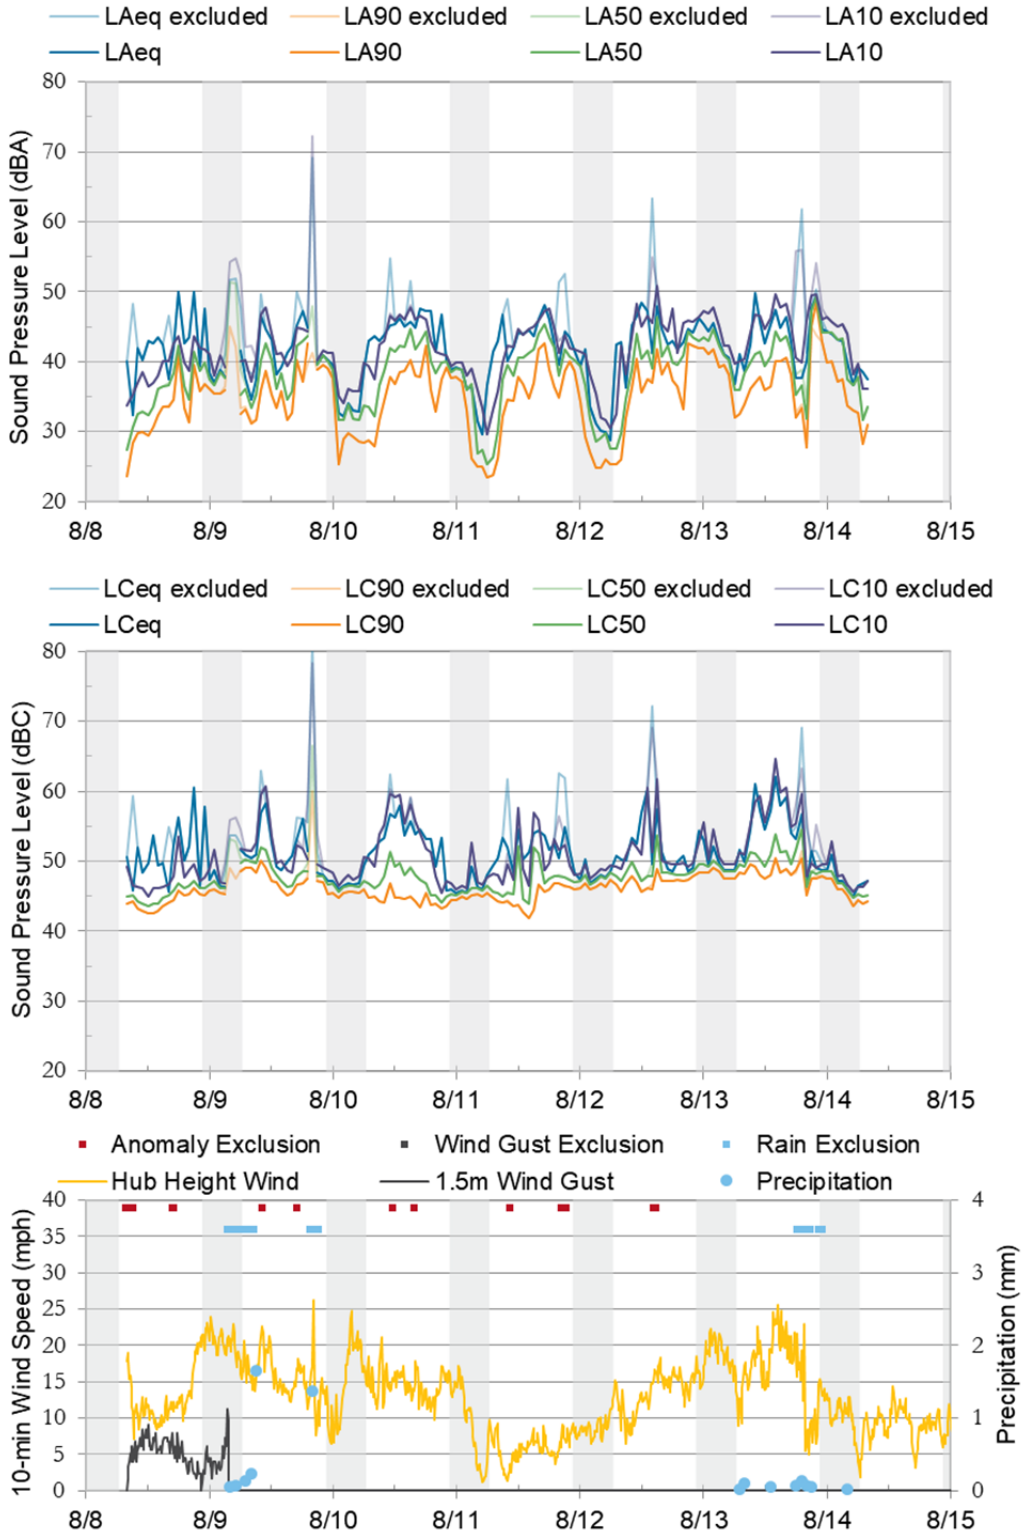 LAeq excluded LA90 excluded LA50 excluded LA10 excluded
LAeq LA90 LA50 LA10
Sound Pressure Level (dBA)
80
70
60
50
40
30
20
8/8 8/9 8/10 8/11 8/12 8/13 8/14 8/15
LCeq excluded LC90 excluded LC50 excluded LC10 excluded
LCeq LC90 LC50 LC10
Sound Pressure Level (dBC)
80
70
60
50
40
30
20
8/8 8/9 8/10 8/11 8/12 8/13 8/14 8/15
Anomaly Exclusion Wind Gust Exclusion Rain Exclusion
Hub Height Wind 1.5m Wind Gust Precipitation
10-min Wind Speed (mph)
40 4
35
30 3
25
20 2
15
10 1
5
0 0
Precipitation (mm)
8/8 8/9 8/10 8/11 8/12 8/13 8/14 8/15